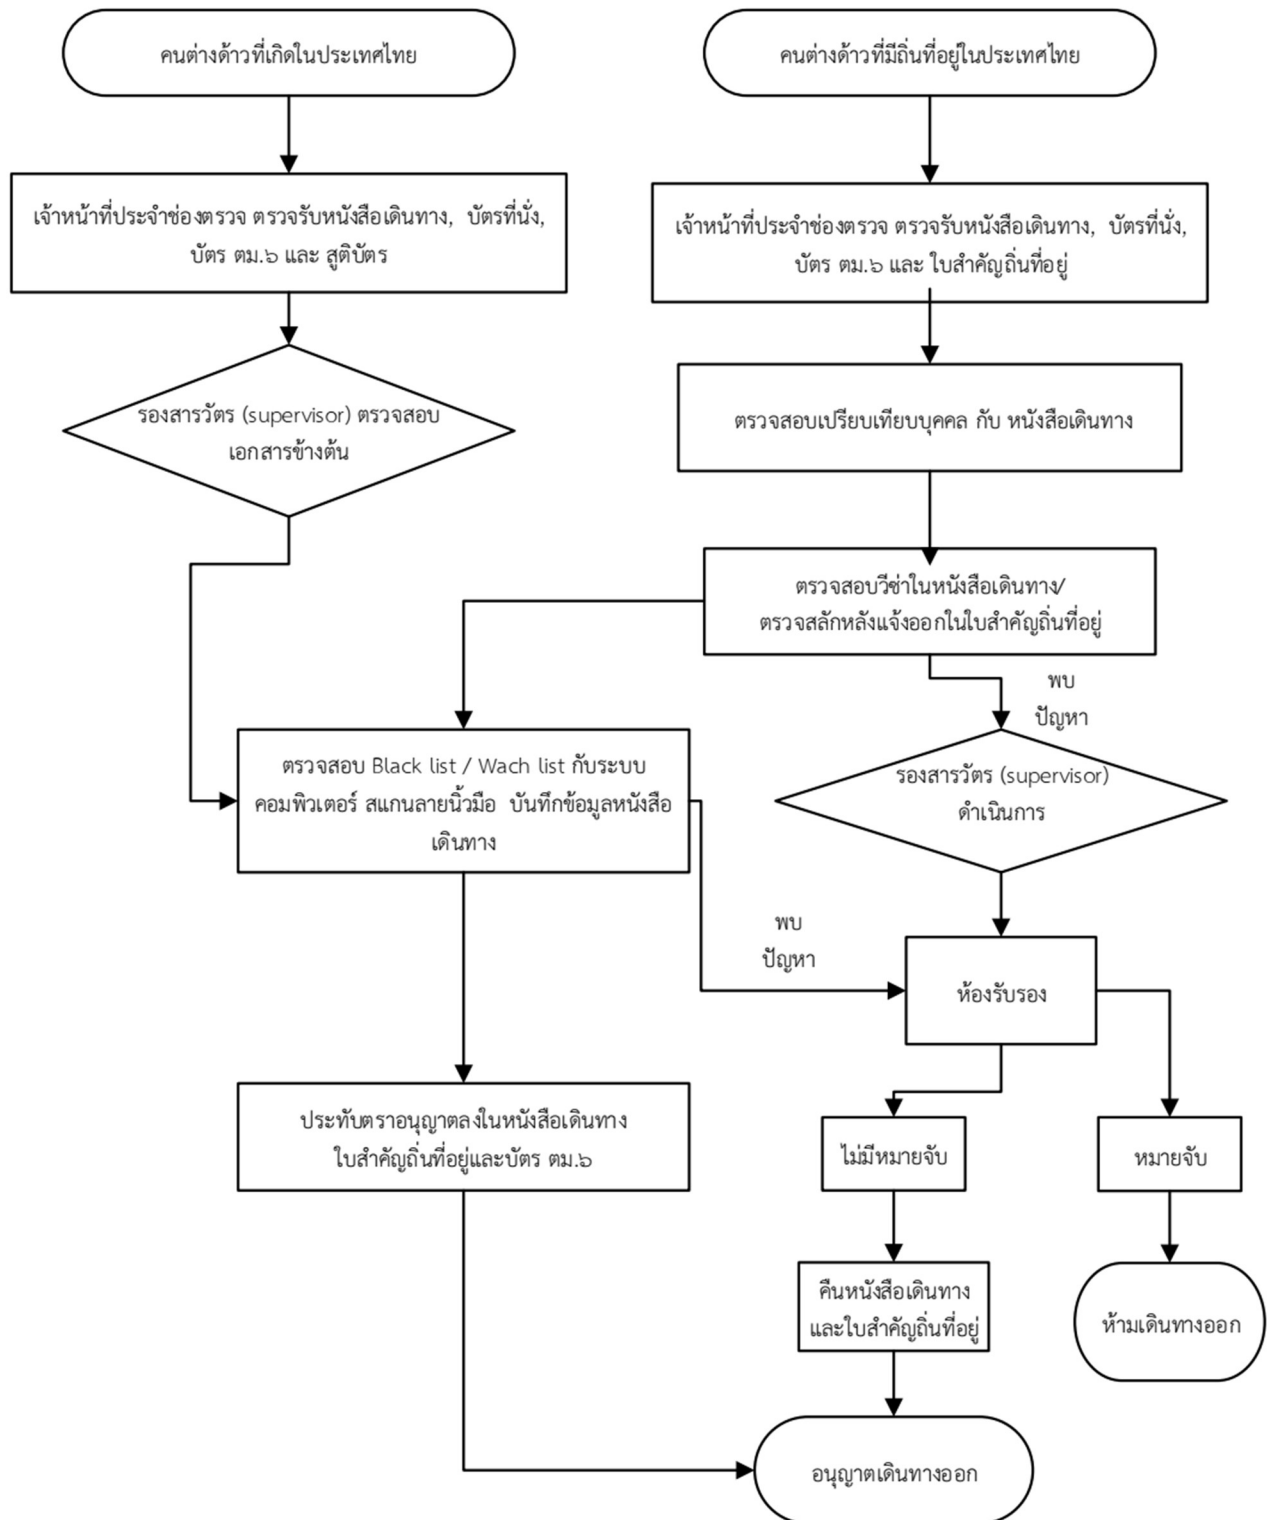 คนต่างด้าวที่เกิดในประเทศไทย
คนต่างด้าวที่มีถิ่นที่อยู่ในประเทศไทย
เจ้าหน้าที่ประจำช่องตรวจ ตรวจรับหนังสือเดินทาง, บัตรที่นั่ง,
บัตร ตม.๖ และ สูติบัตร
เจ้าหน้าที่ประจำช่องตรวจ ตรวจรับหนังสือเดินทาง, บัตรที่นั่ง,
บัตร ตม.๖ และ ใบสำคัญถิ่นที่อยู่
รองสารวัตร (supervisor) ตรวจสอบ
เอกสารข้างต้น
ตรวจสอบเปรียบเทียบบุคคล กับ หนังสือเดินทาง
ตรวจสอบวีซ่าในหนังสือเดินทาง/
ตรวจสลักหลังแจ้งออกในใบสำคัญถิ่นที่อยู่
พบ
ปัญหา
ตรวจสอบ Black list / Wach list กับระบบ
คอมพิวเตอร์ สแกนลายนิ้วมือ บันทึกข้อมูลหนังสือ
เดินทาง
รองสารวัตร (supervisor)
ดำเนินการ
พบ
ปัญหา
ห้องรับรอง
ประทับตราอนุญาตลงในหนังสือเดินทาง
ใบสำคัญถิ่นที่อยู่และบัตร ตม.๖
ไม่มีหมายจับ
หมายจับ
คืนหนังสือเดินทาง
และใบสำคัญถิ่นที่อยู่
ห้ามเดินทางออก
อนุญาตเดินทางออก